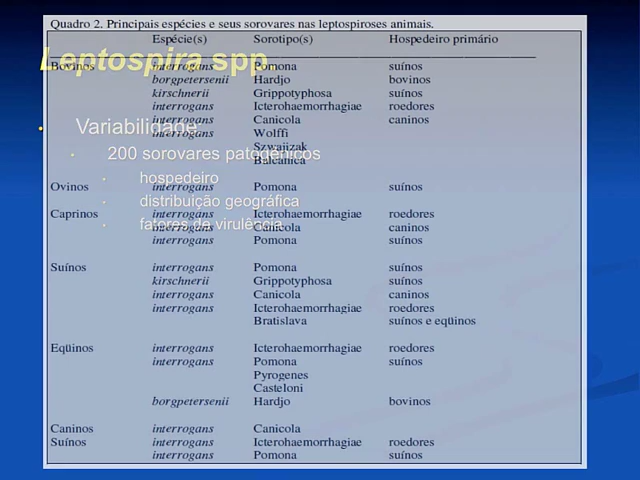 Quadro 2. Principais espécies e seus sorovares nas leptospiroses animais.
Espécie(s) Sorotipo(s) Hospedeiro primário
Leptospira spp.
Bovinos interrogans Pomona suínos
borgpetersenii Hardjo bovinos
kirschnerii Grippotyphosa suínos
interrogans Icterohaemorrhagiae roedores
interrogans Canicola caninos
Variabilidade:
interrogans Wolffi
Szwajizak
200 sorovares patogênicos
Balcanica
hospedeiro
Ovinos interrogans Pomona suínos
distribuição geográfica
Caprinos interrogans Icterohaemorrhagiae roedores
fatores de virulência
interrogans Canicola caninos
interrogans Pomona suínos
Suínos interrogans Pomona suínos
kirschnerii Grippotyphosa suínos
interrogans Canicola caninos
interrogans Icterohaemorrhagiae roedores
Bratislava suínos e eqüinos
Eqüinos interrogans Icterohaemorrhagiae roedores
interrogans Pomona suínos
Pyrogenes
Casteloni
borgpetersenii Hardjo bovinos
Caninos interrogans Canicola
Suínos interrogans Icterohaemorrhagiae roedores
interrogans Pomona suínos